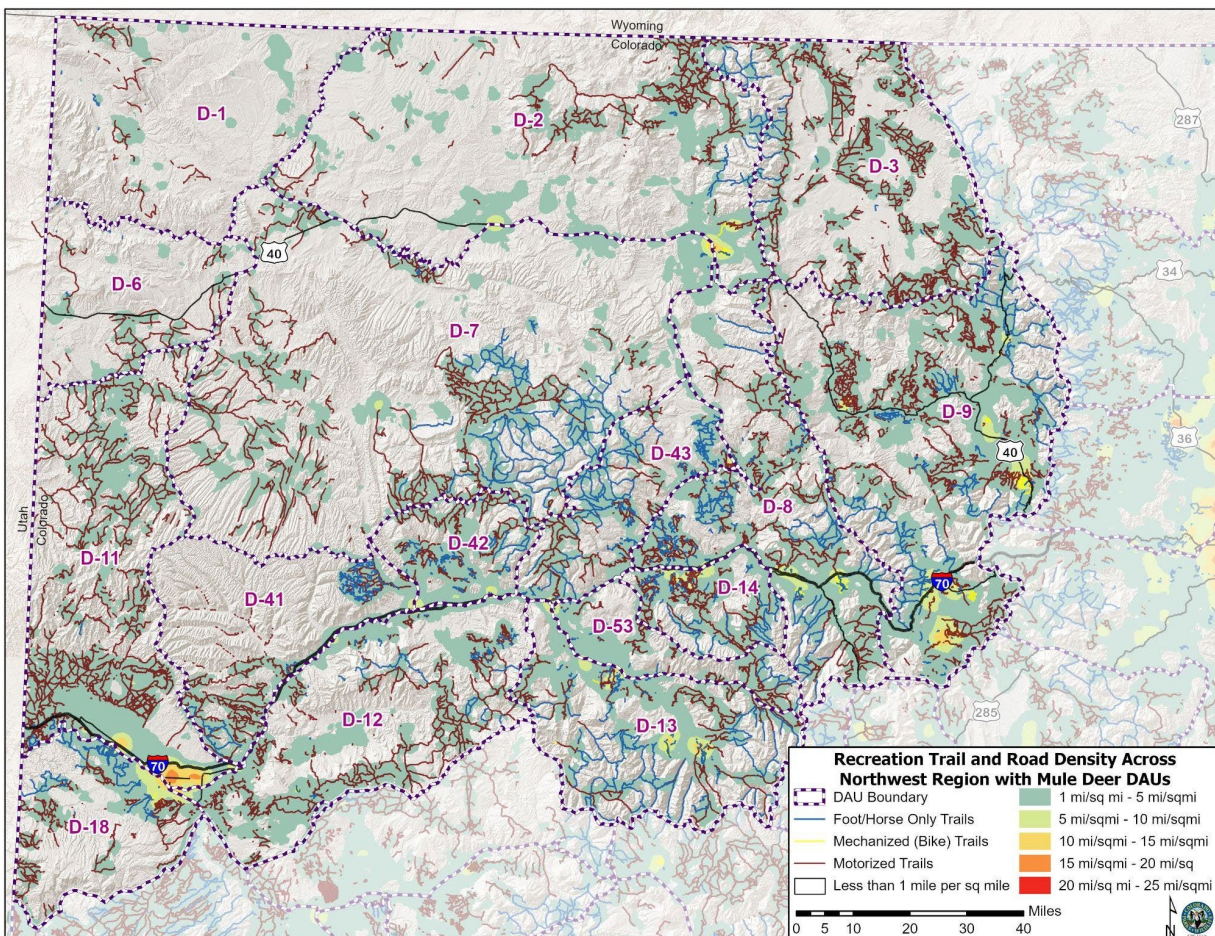 Wyoming
Colorado
287
D-1
D-2
D-3
40
34
D-6
D-7
D-9
36
40
D-43
D-8
Utah
Colorado
D-42
D-11
D-14
70
D-41
D-53
285
D-12
D-13
70
D-18
Recreation Trail and Road Density Across
Northwest Region with Mule Deer DAUs
DAU Boundary
Foot/Horse Only Trails
Mechanized (Bike) Trails
Motorized Trails
Less than 1 mile per sq mile
1 mi/sq mi - 5 mi/sqmi
5 mi/sqmi - 10 mi/sqmi
10 mi/sqmi - 15 mi/sqmi
15 mi/sqmi - 20 mi/sq
20 mi/sq mi - 25 mi/sqmi
Miles
0 5 10 20 30 40
N